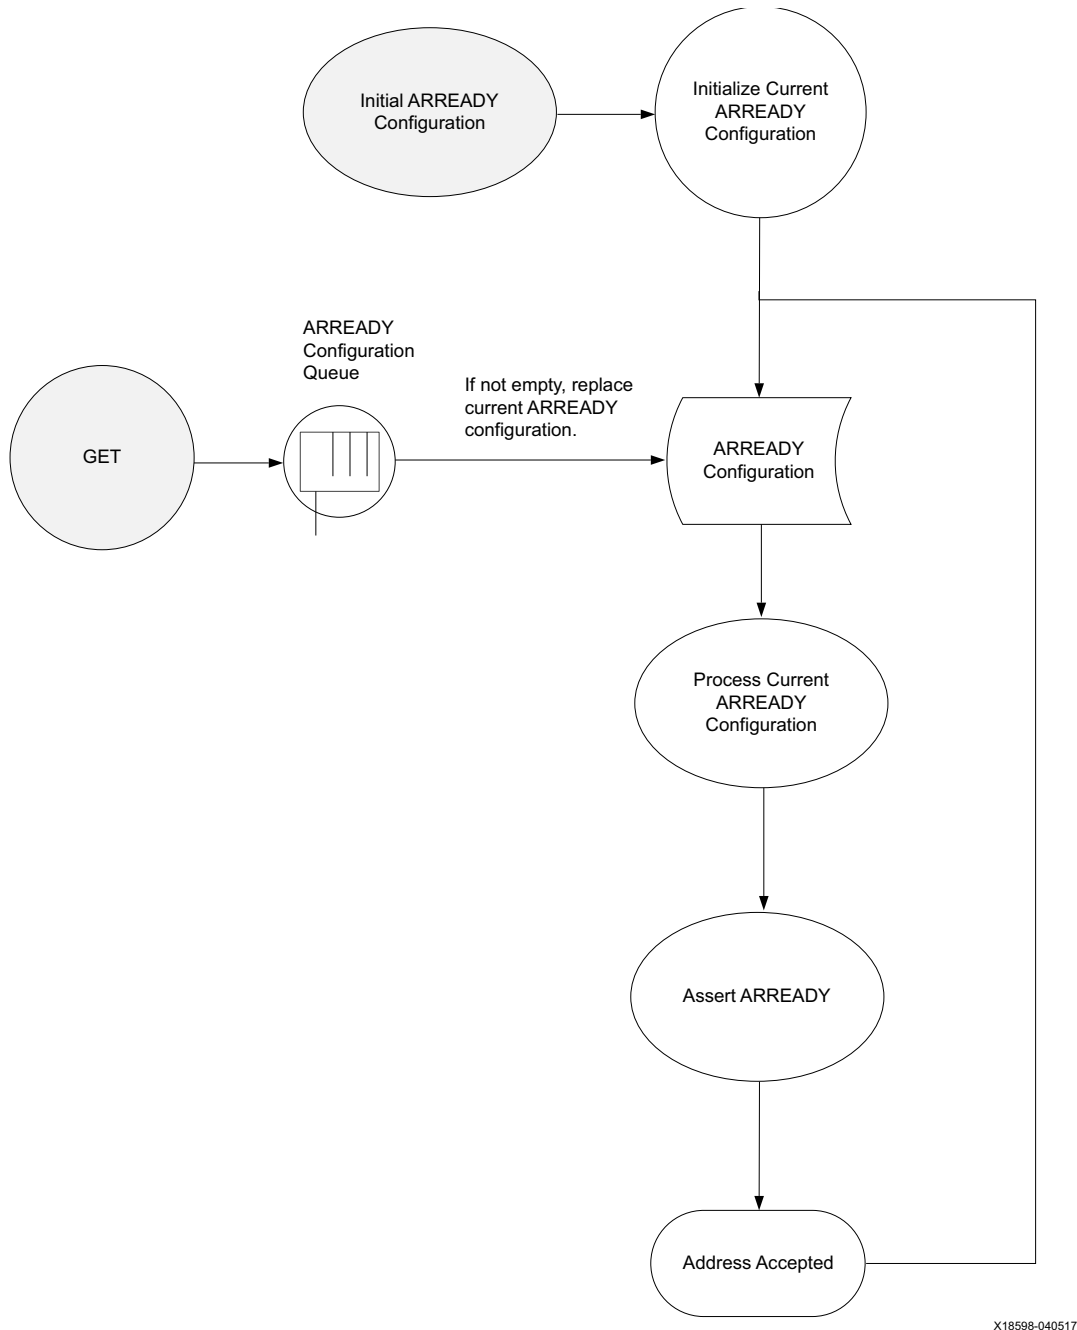 Initial ARREADY
Configuration
Initialize Current
ARREADY
Configuration
ARREADY
Configuration
Queue
If not empty, replace
current ARREADY
configuration.
GET
ARREADY
Configuration
Process Current
ARREADY
Configuration
Assert ARREADY
Address Accepted
X18598-040517